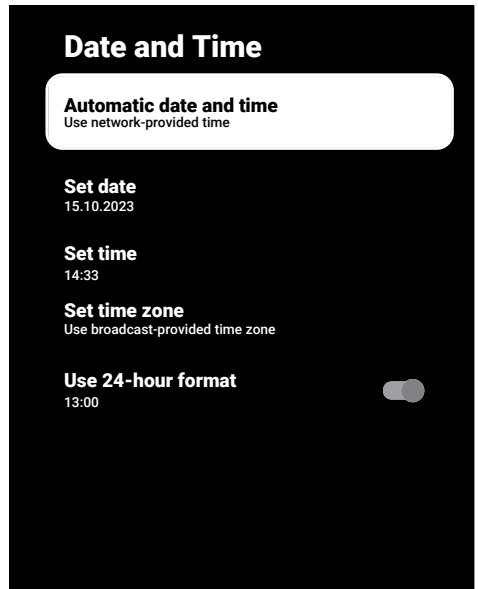 Date and Time
Automatic date and time
Use network-provided time
Set date
15.10.2023
Set time
14:33
Set time zone
Use broadcast-provided time zone
Use 24-hour format
13:00